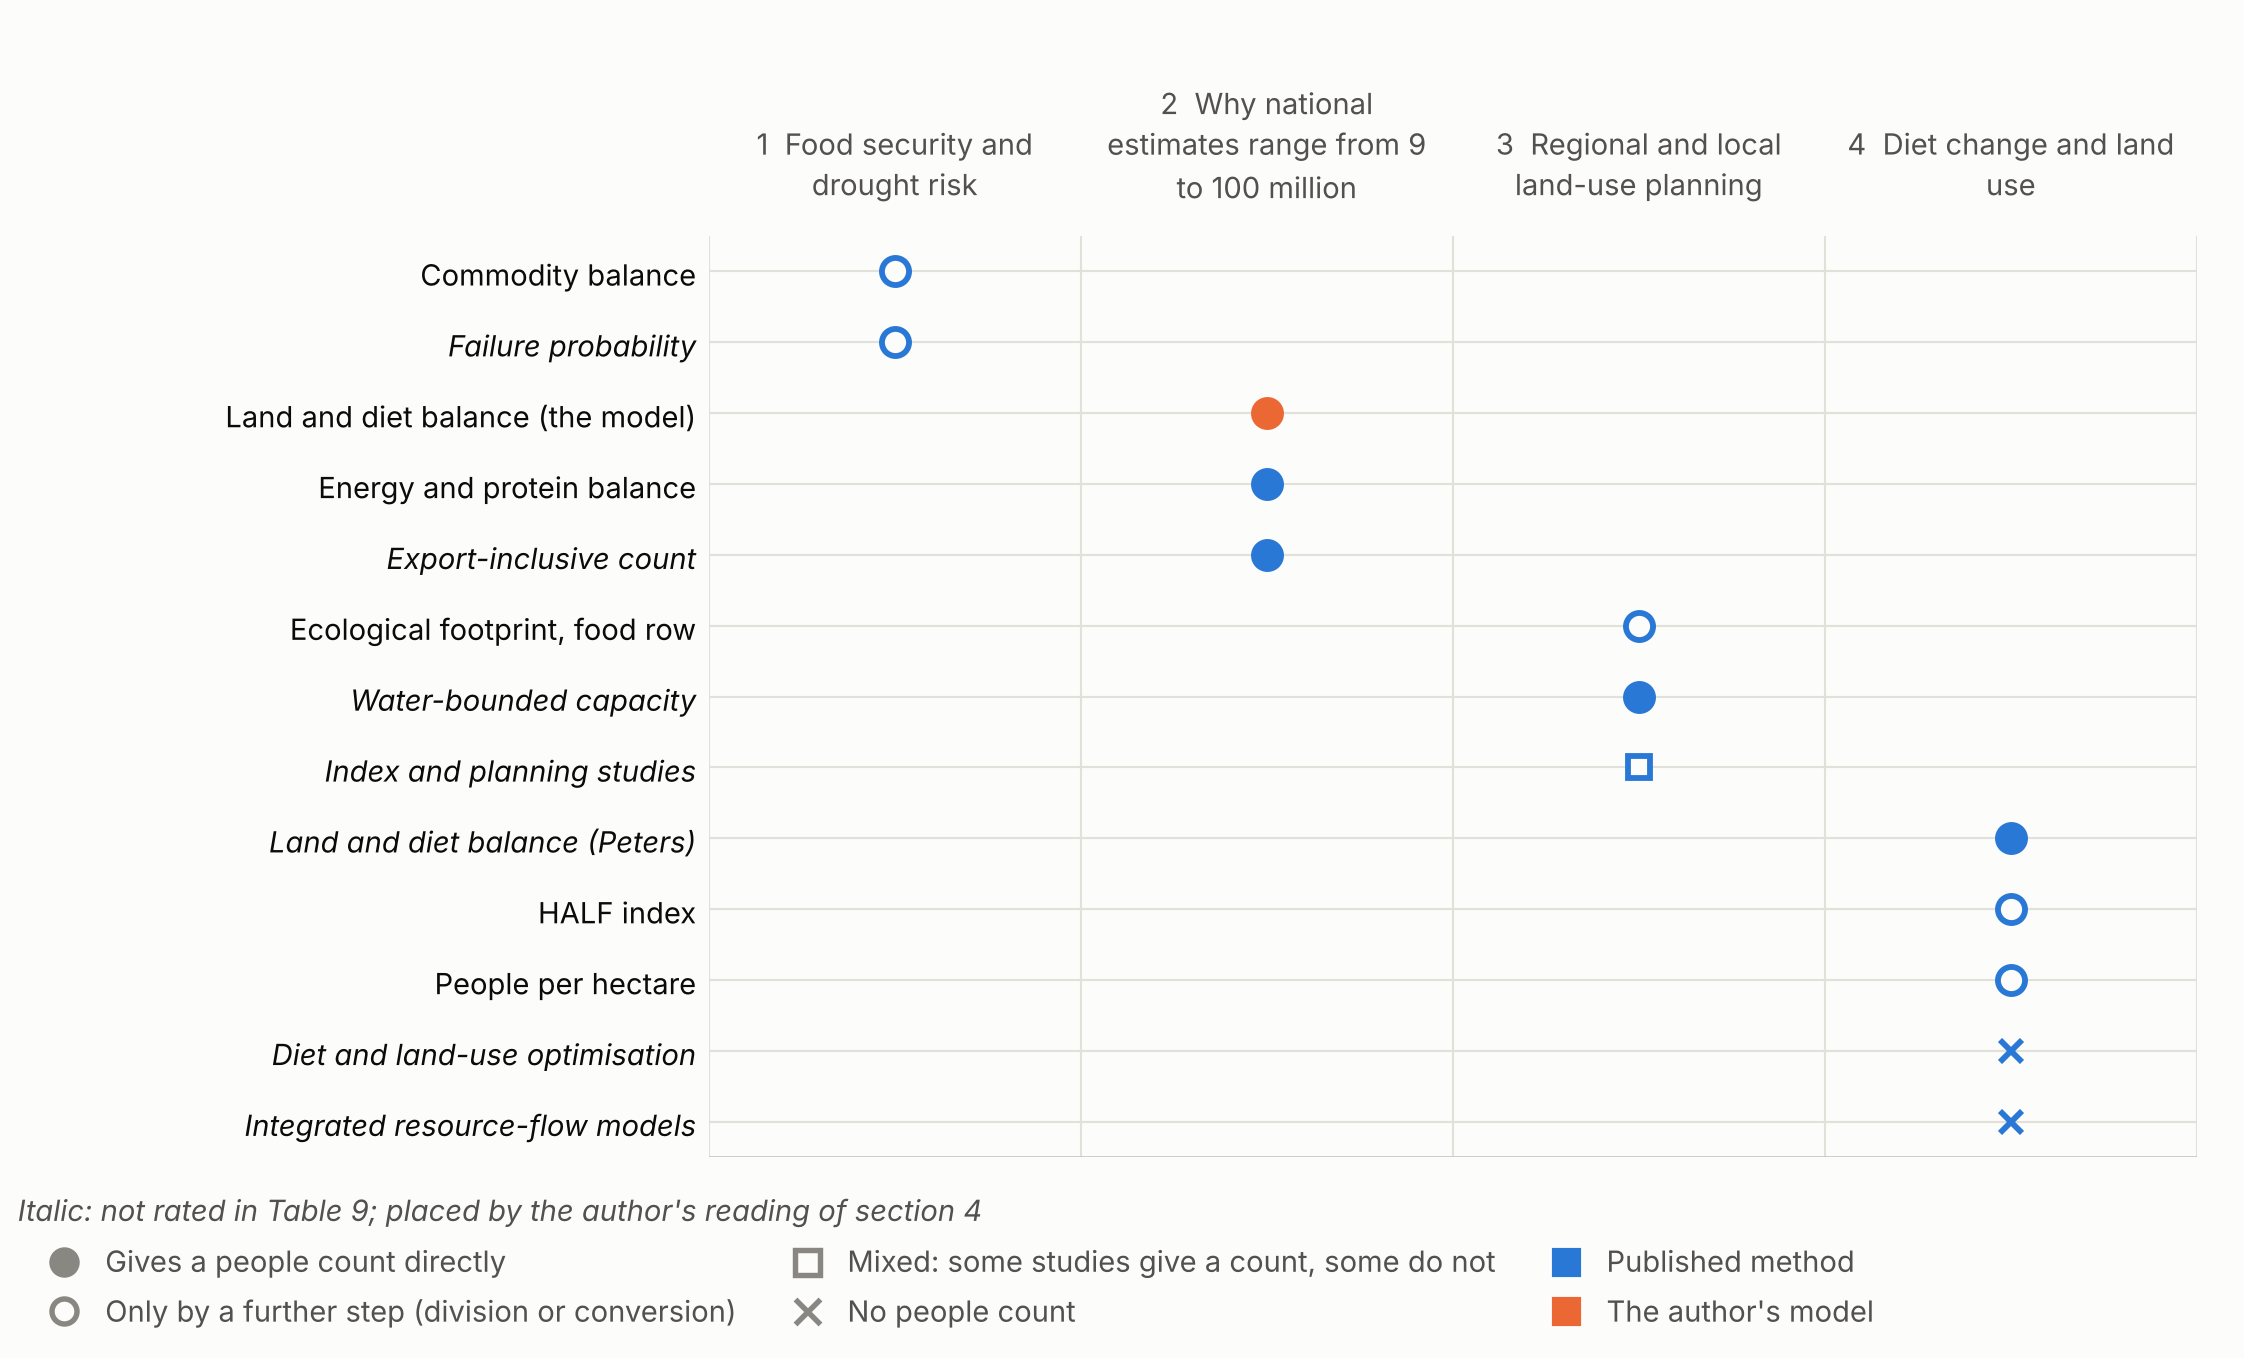 2 Why national
estimates range from 9
to 100 million
1 Food security and
drought risk
3 Regional and local
land-use planning
4 Diet change and land
use
Commodity balance
Failure probability
Land and diet balance (the model)
Energy and protein balance
Export-inclusive count
Ecological footprint, food row
Water-bounded capacity
Index and planning studies
Land and diet balance (Peters)
HALF index
People per hectare
Diet and land-use optimisation
Integrated resource-flow models
Italic: not rated in Table 9; placed by the author's reading of section 4
Gives a people count directly
Only by a further step (division or conversion)
Mixed: some studies give a count, some do not
No people count
Published method
The author's model